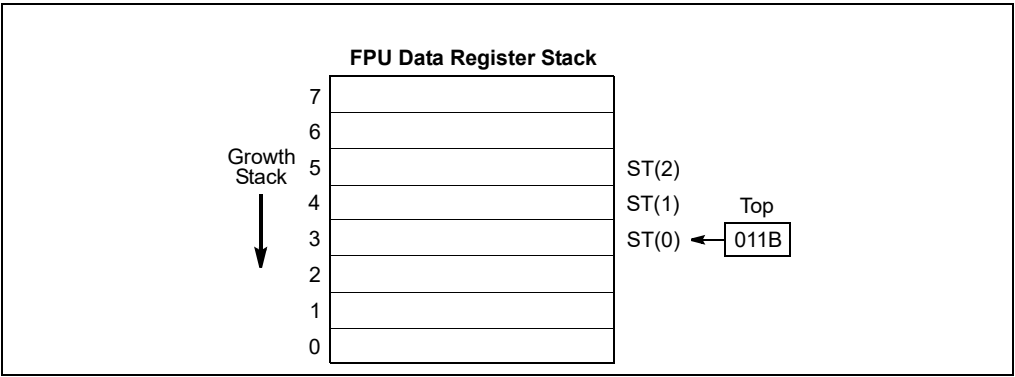 FPU Data Register Stack
7
6
Growth
Stack
5
ST(2)
4
ST(1)
Top
3
ST(0)
011B
2
1
0